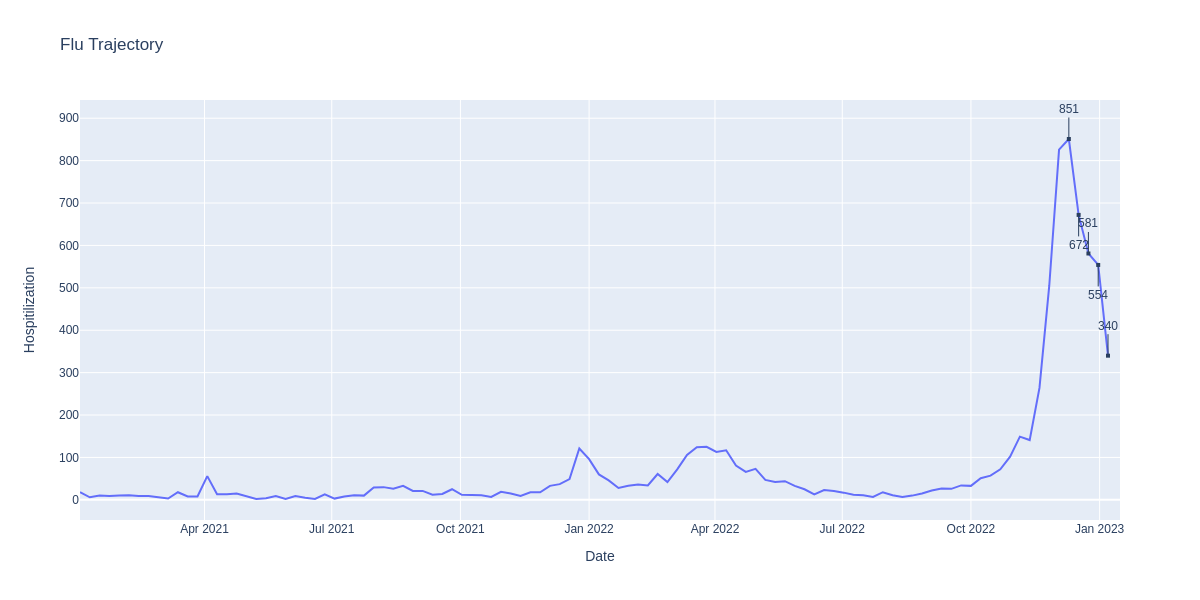 Flu Trajectory
900
800
700
600
500
400
300
200
100
0
Hospitilization
851
581
672
554
340
Apr 2021
Jul 2021
Oct 2021
Jan 2022
Apr 2022
Jul 2022
Oct 2022
Jan 2023
Date